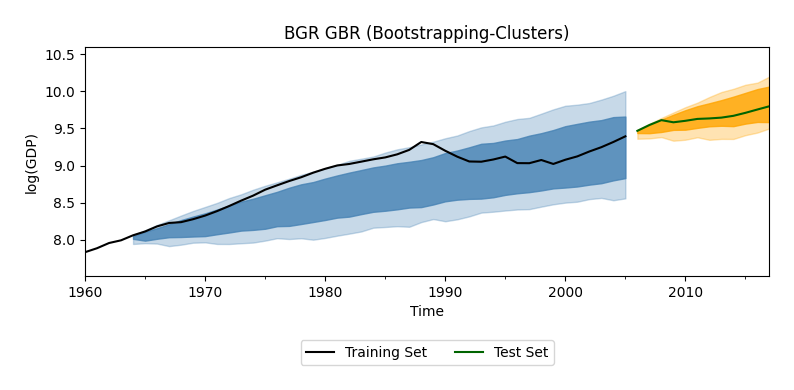 BGR GBR (Bootstrapping-Clusters)
10.5
10.0
9.5
9.0
8.5
8.0
log(GDP)
1960 1970 1980 1990 2000 2010
Time
Training Set Test Set